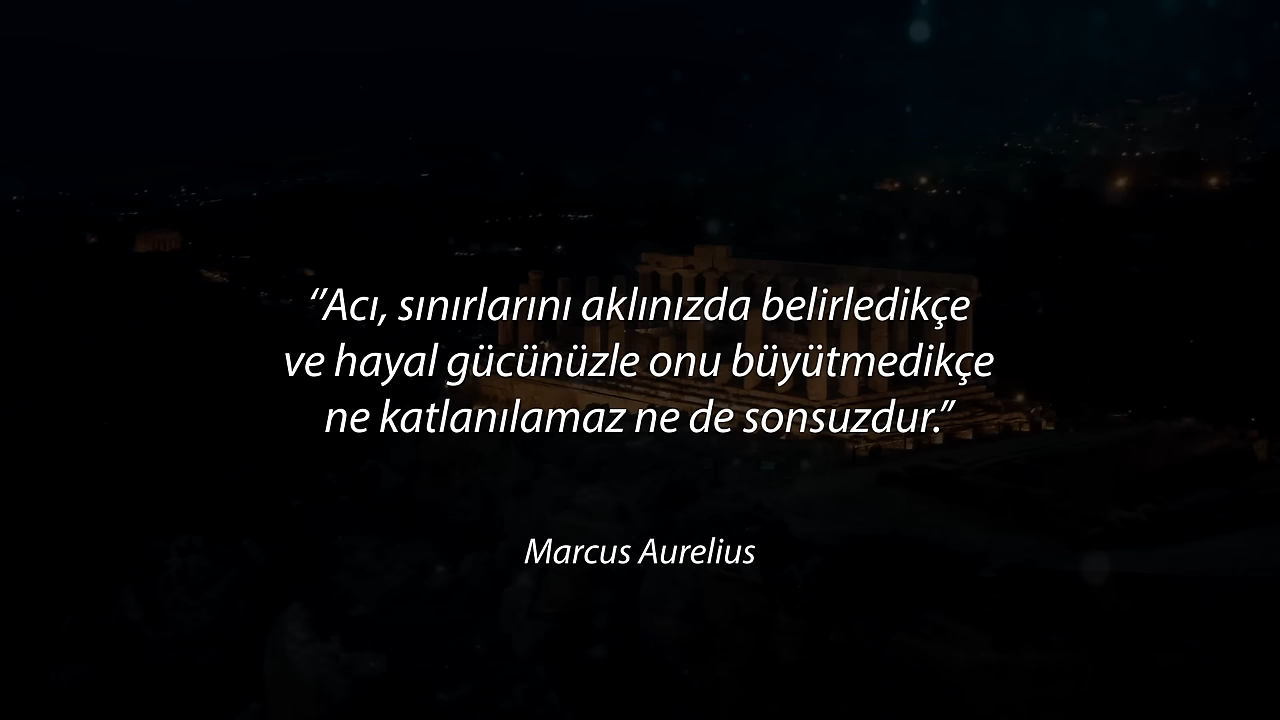 “Acı, sınırlarını aklınızda belirledikçe
ve hayal gücünüzle onu büyütmedikçe
ne katlanılamaz ne de sonsuzdur.”
Marcus Aurelius